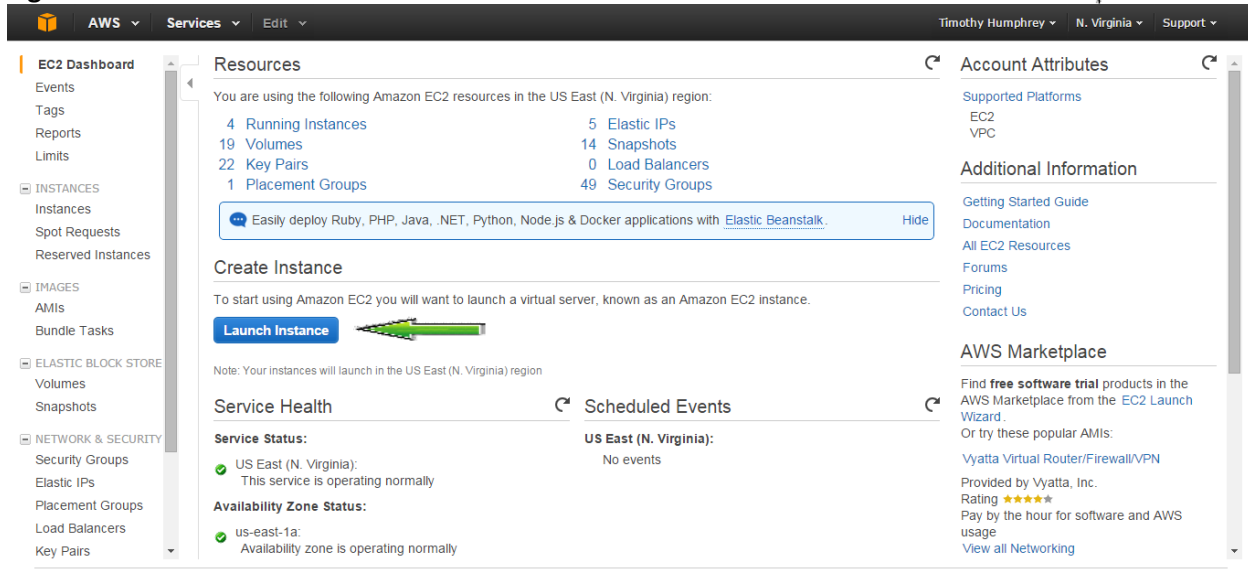 AWS Services Edit Timothy Humphrey N. Virginia Support
EC2 Dashboard
Events
Tags
Reports
Limits
INSTANCES
Instances
Spot Requests
Reserved Instances
IMAGES
AMIs
Bundle Tasks
ELASTIC BLOCK STORE
Volumes
Snapshots
NETWORK & SECURITY
Security Groups
Elastic IPs
Placement Groups
Load Balancers
Key Pairs
Resources
You are using the following Amazon EC2 resources in the US East (N. Virginia) region:
4 Running Instances 5 Elastic IPs
19 Volumes 14 Snapshots
22 Key Pairs 0 Load Balancers
1 Placement Groups 49 Security Groups
Easily deploy Ruby, PHP, Java, .NET, Python, Node.js & Docker applications with Elastic Beanstalk. Hide
Create Instance
To start using Amazon EC2 you will want to launch a virtual server, known as an Amazon EC2 instance.
Launch Instance
Note: Your instances will launch in the US East (N. Virginia) region
Service Health
Service Status:
US East (N. Virginia):
This service is operating normally
Availability Zone Status:
us-east-1a:
Availability zone is operating normally
Scheduled Events
US East (N. Virginia):
No events
Account Attributes
Supported Platforms
EC2
VPC
Additional Information
Getting Started Guide
Documentation
All EC2 Resources
Forums
Pricing
Contact Us
AWS Marketplace
Find free software trial products in the
AWS Marketplace from the EC2 Launch
Wizard.
Or try these popular AMIs:
Vyatta Virtual Router/Firewall/VPN
Provided by Vyatta, Inc.
Rating
Pay by the hour for software and AWS
usage
View all Networking